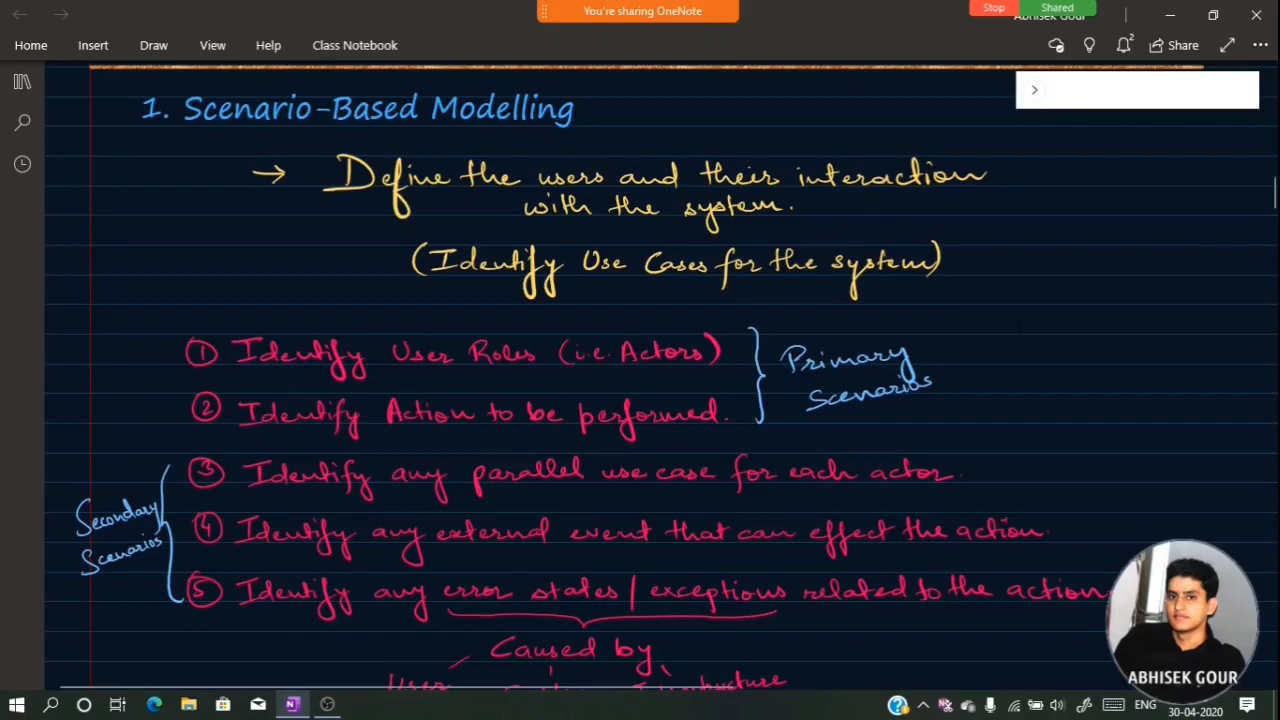 You're sharing OneNote
Stop
Shared
Abhisek Gour
Home Insert Draw View Help Class Notebook
2
Share
1. Scenario-Based Modelling
→ Define the users and their interaction
with the system.
(Identify Use Cases for the system)
① Identify User Roles (i.e. Actors)
② Identify Action to be performed.
Primary
Scenarios
③ Identify any parallel use case for each actor.
④ Identify any external event that can effect the action.
⑤ Identify any error states / exceptions related to the action
Secondary
Scenarios
Caused by
User
ABHISEK GOUR
ENG
30-04-2020